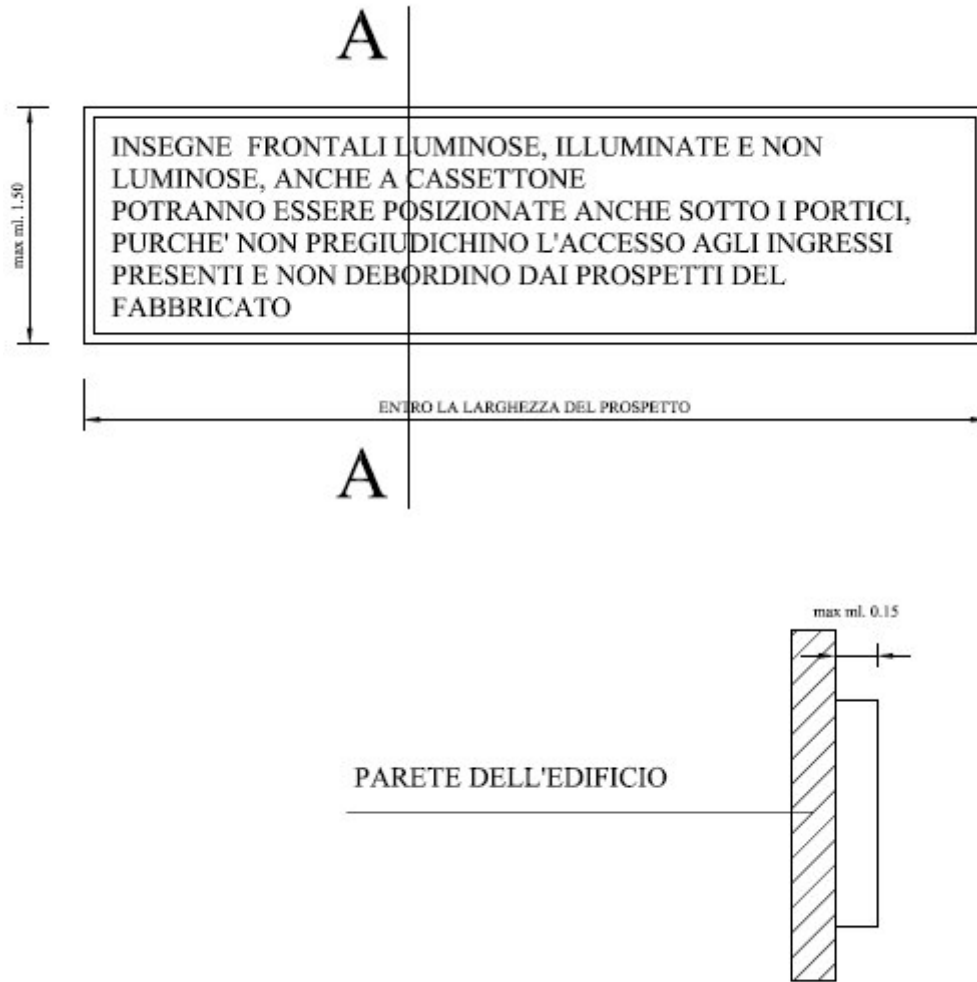 A
max ml. 1.50
INSEGNE FRONTALI LUMINOSE, ILLUMINATE E NON
LUMINOSE, ANCHE A CASSETTONE
POTRANNO ESSERE POSIZIONATE ANCHE SOTTO I PORTICI,
PURCHE' NON PREGIUDICHINO L'ACCESSO AGLI INGRESSI
PRESENTI E NON DEBORDINO DAI PROSPETTI DEL
FABBRICATO
ENTRO LA LARGHEZZA DEL PROSPETTO
A
max ml. 0.15
PARETE DELL'EDIFICIO